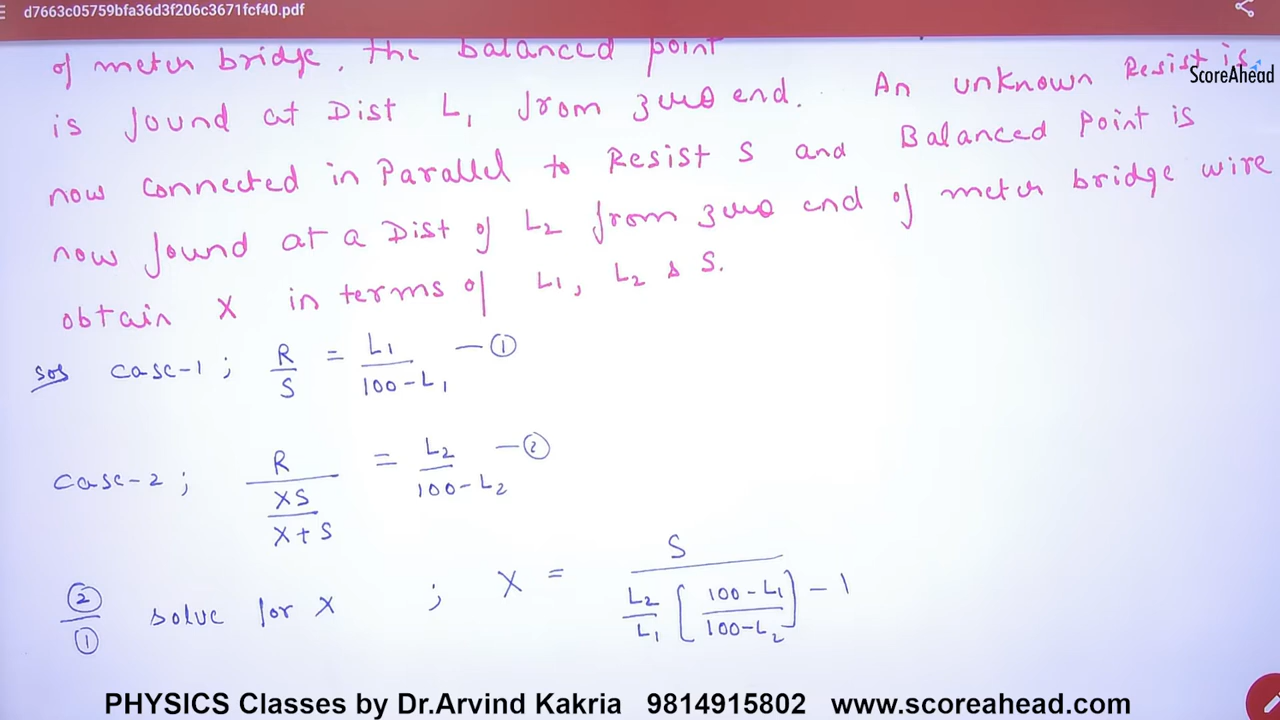 d7663c05759bfa36d3f206c3671fcf40.pdf
ScoreAhead
of meter bridge, the balanced point
is found at Dist L₁ from zero end. An unknown Resist is
now connected in Parallel to Resist S and Balanced Point is
now found at a Dist of L₂ from zero end of meter bridge wire
obtain X in terms of L₁, L₂ & S.
Sol Case-1 ; R/S = L₁/(100-L₁) — ①
Case-2 ; R/(XS/(X+S)) = L₂/(100-L₂) — ②
②/① solve for X ; X = S/(L₂/L₁ [(100-L₁)/(100-L₂)] - 1)
PHYSICS Classes by Dr.Arvind Kakria 9814915802 www.scoreahead.com